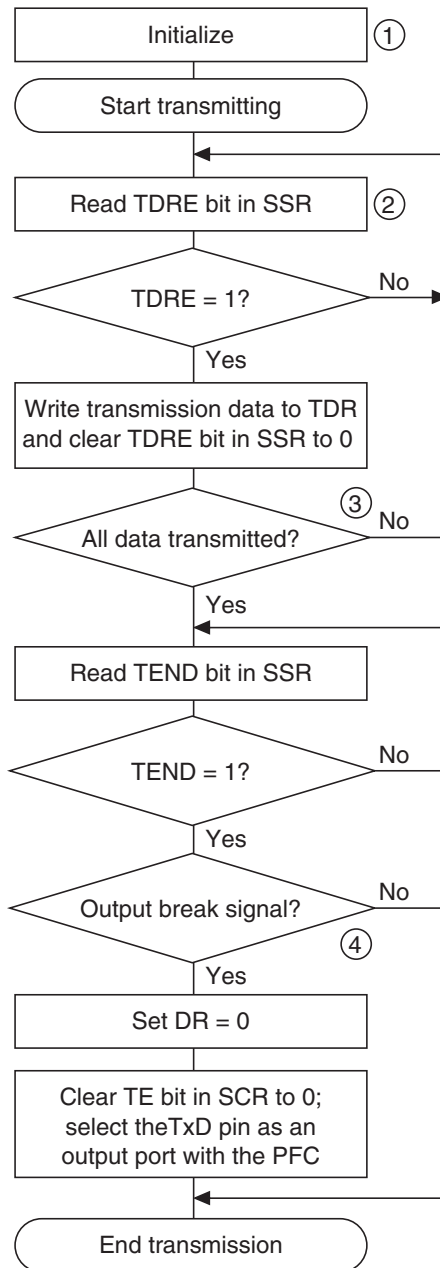 Initialize
1
Start transmitting
Read TDRE bit in SSR
2
TDRE = 1?
No
Yes
Write transmission data to TDR
and clear TDRE bit in SSR to 0
3
All data transmitted?
No
Yes
Read TEND bit in SSR
TEND = 1?
No
Yes
Output break signal?
No
4
Yes
Set DR = 0
Clear TE bit in SCR to 0;
select theTxD pin as an
output port with the PFC
End transmission